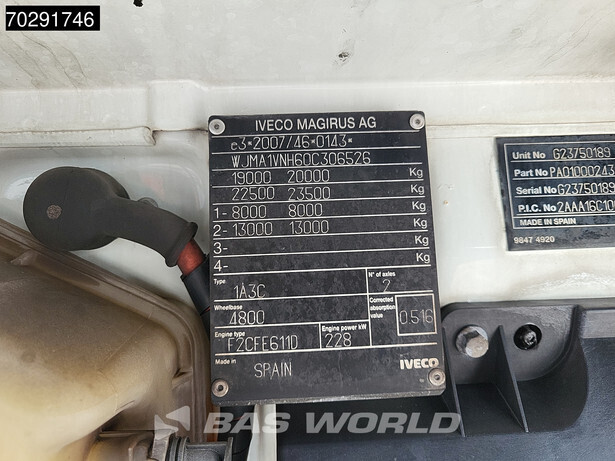 70291746
IVECO MAGIRUS AG
e3*2007/46*0143*
WJMA1VNH60C306526
19000 20000 Kg
22500 23500 Kg
1- 8000 8000 Kg
2- 13000 13000 Kg
3- Kg
4- Kg
Type 1A3C
N° of axles 2
Wheelbase 4800
Corrected absorption value 0.516
Engine type F2CFE611D
Engine power kW 228
Made in SPAIN
IVECO
Unit No G23750189
Part No PA01000243
Serial No G23750189
P.I.C. No 2AAA16C10
MADE IN SPAIN
9847 4920
BAS WORLD